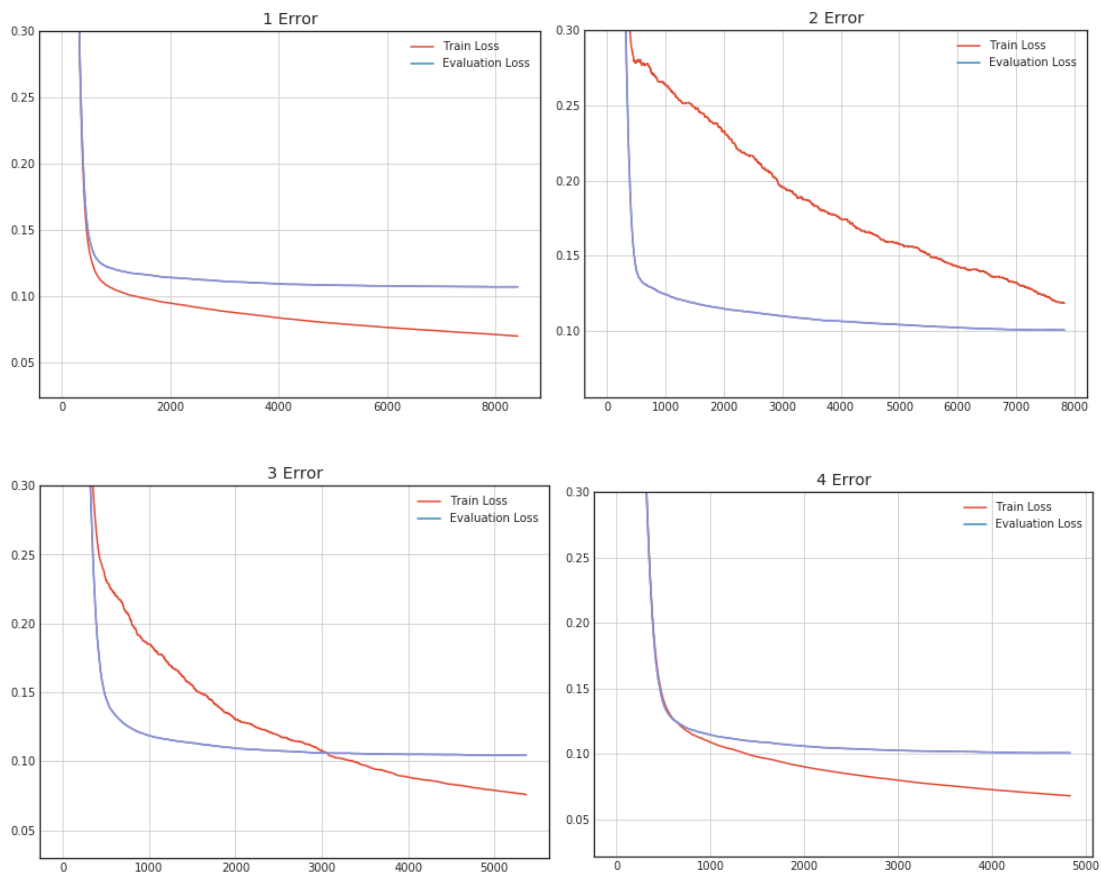 1 Error
0.30
0.25
0.20
0.15
0.10
0.05
Train Loss
Evaluation Loss
0 2000 4000 6000 8000
2 Error
0.30
0.25
0.20
0.15
0.10
Train Loss
Evaluation Loss
0 1000 2000 3000 4000 5000 6000 7000 8000
3 Error
0.30
0.25
0.20
0.15
0.10
0.05
Train Loss
Evaluation Loss
0 1000 2000 3000 4000 5000
4 Error
0.30
0.25
0.20
0.15
0.10
0.05
Train Loss
Evaluation Loss
0 1000 2000 3000 4000 5000